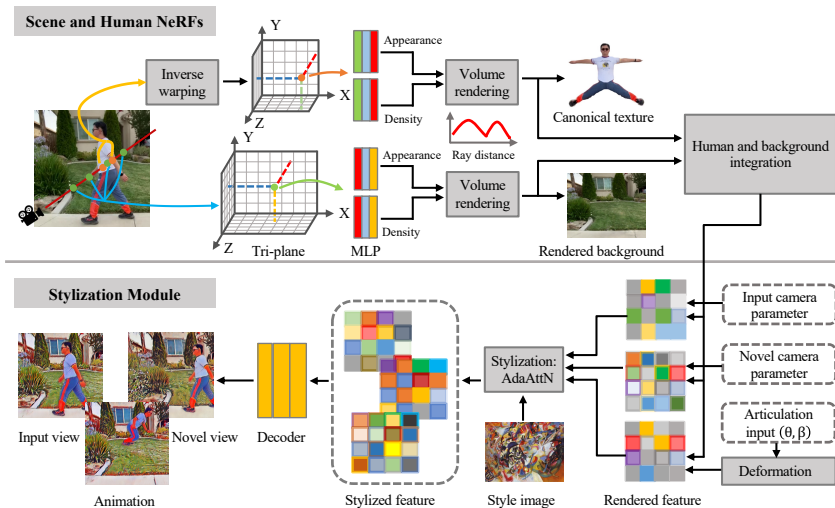 Scene and Human NeRFs
Inverse
warping
Y
X
Z
Appearance
Density
Volume
rendering
Canonical texture
Ray distance
Human and background
integration
Y
X
Z
Tri-plane
Appearance
Density
MLP
Volume
rendering
Rendered background
Stylization Module
Input view
Novel view
Animation
Decoder
Stylized feature
Stylization:
AdaAttN
Style image
Rendered feature
Input camera
parameter
Novel camera
parameter
Articulation
input (θ, β)
Deformation